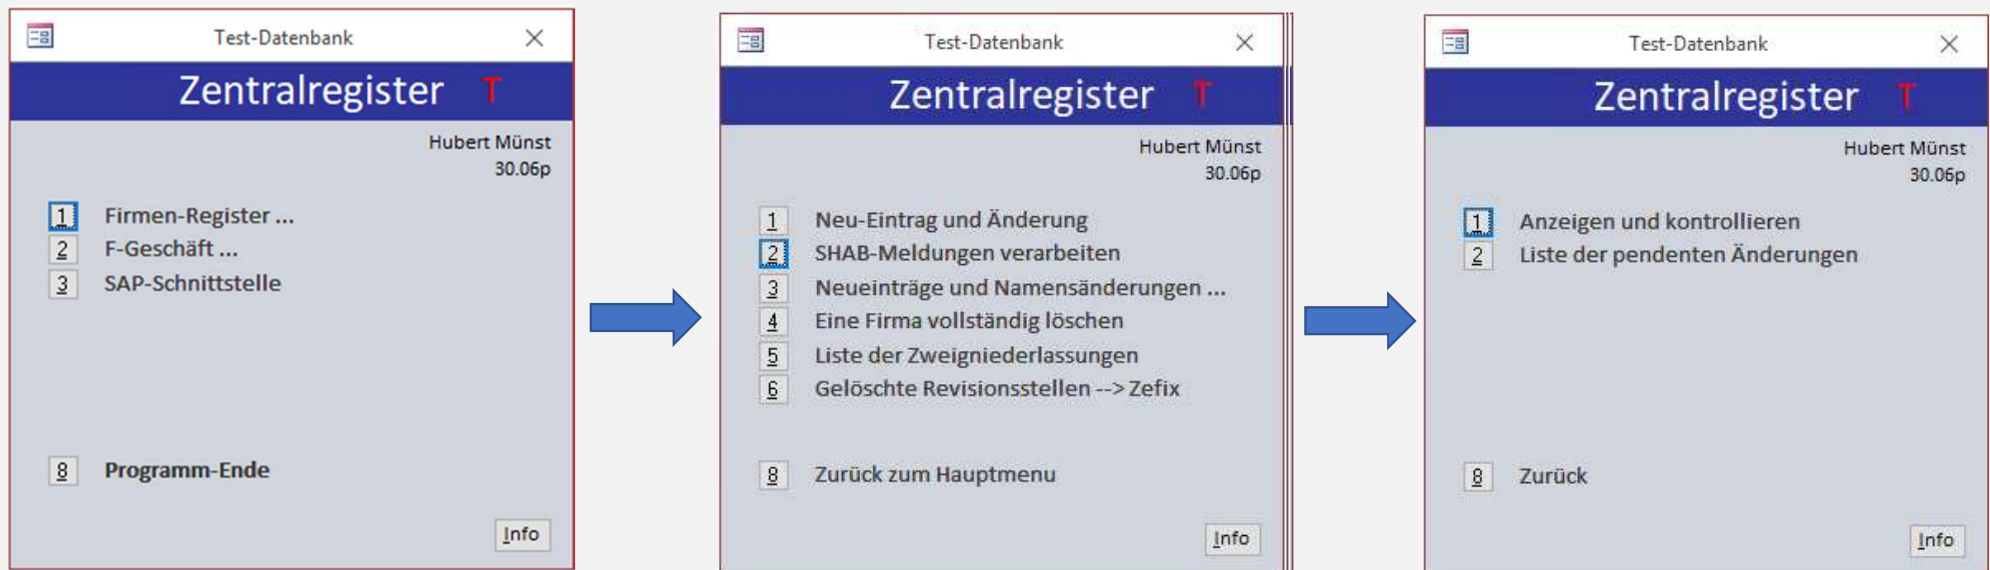 Test-Datenbank
Zentralregister T
Hubert Münst
30.06p
1 Firmen-Register ...
2 F-Geschäft ...
3 SAP-Schnittstelle
8 Programm-Ende
Info
Test-Datenbank
Zentralregister T
Hubert Münst
30.06p
1 Neu-Eintrag und Änderung
2 SHAB-Meldungen verarbeiten
3 Neueinträge und Namensänderungen ...
4 Eine Firma vollständig löschen
5 Liste der Zweigniederlassungen
6 Gelöschte Revisionsstellen --> Zefix
8 Zurück zum Hauptmenu
Info
Test-Datenbank
Zentralregister T
Hubert Münst
30.06p
1 Anzeigen und kontrollieren
2 Liste der pendenten Änderungen
8 Zurück
Info